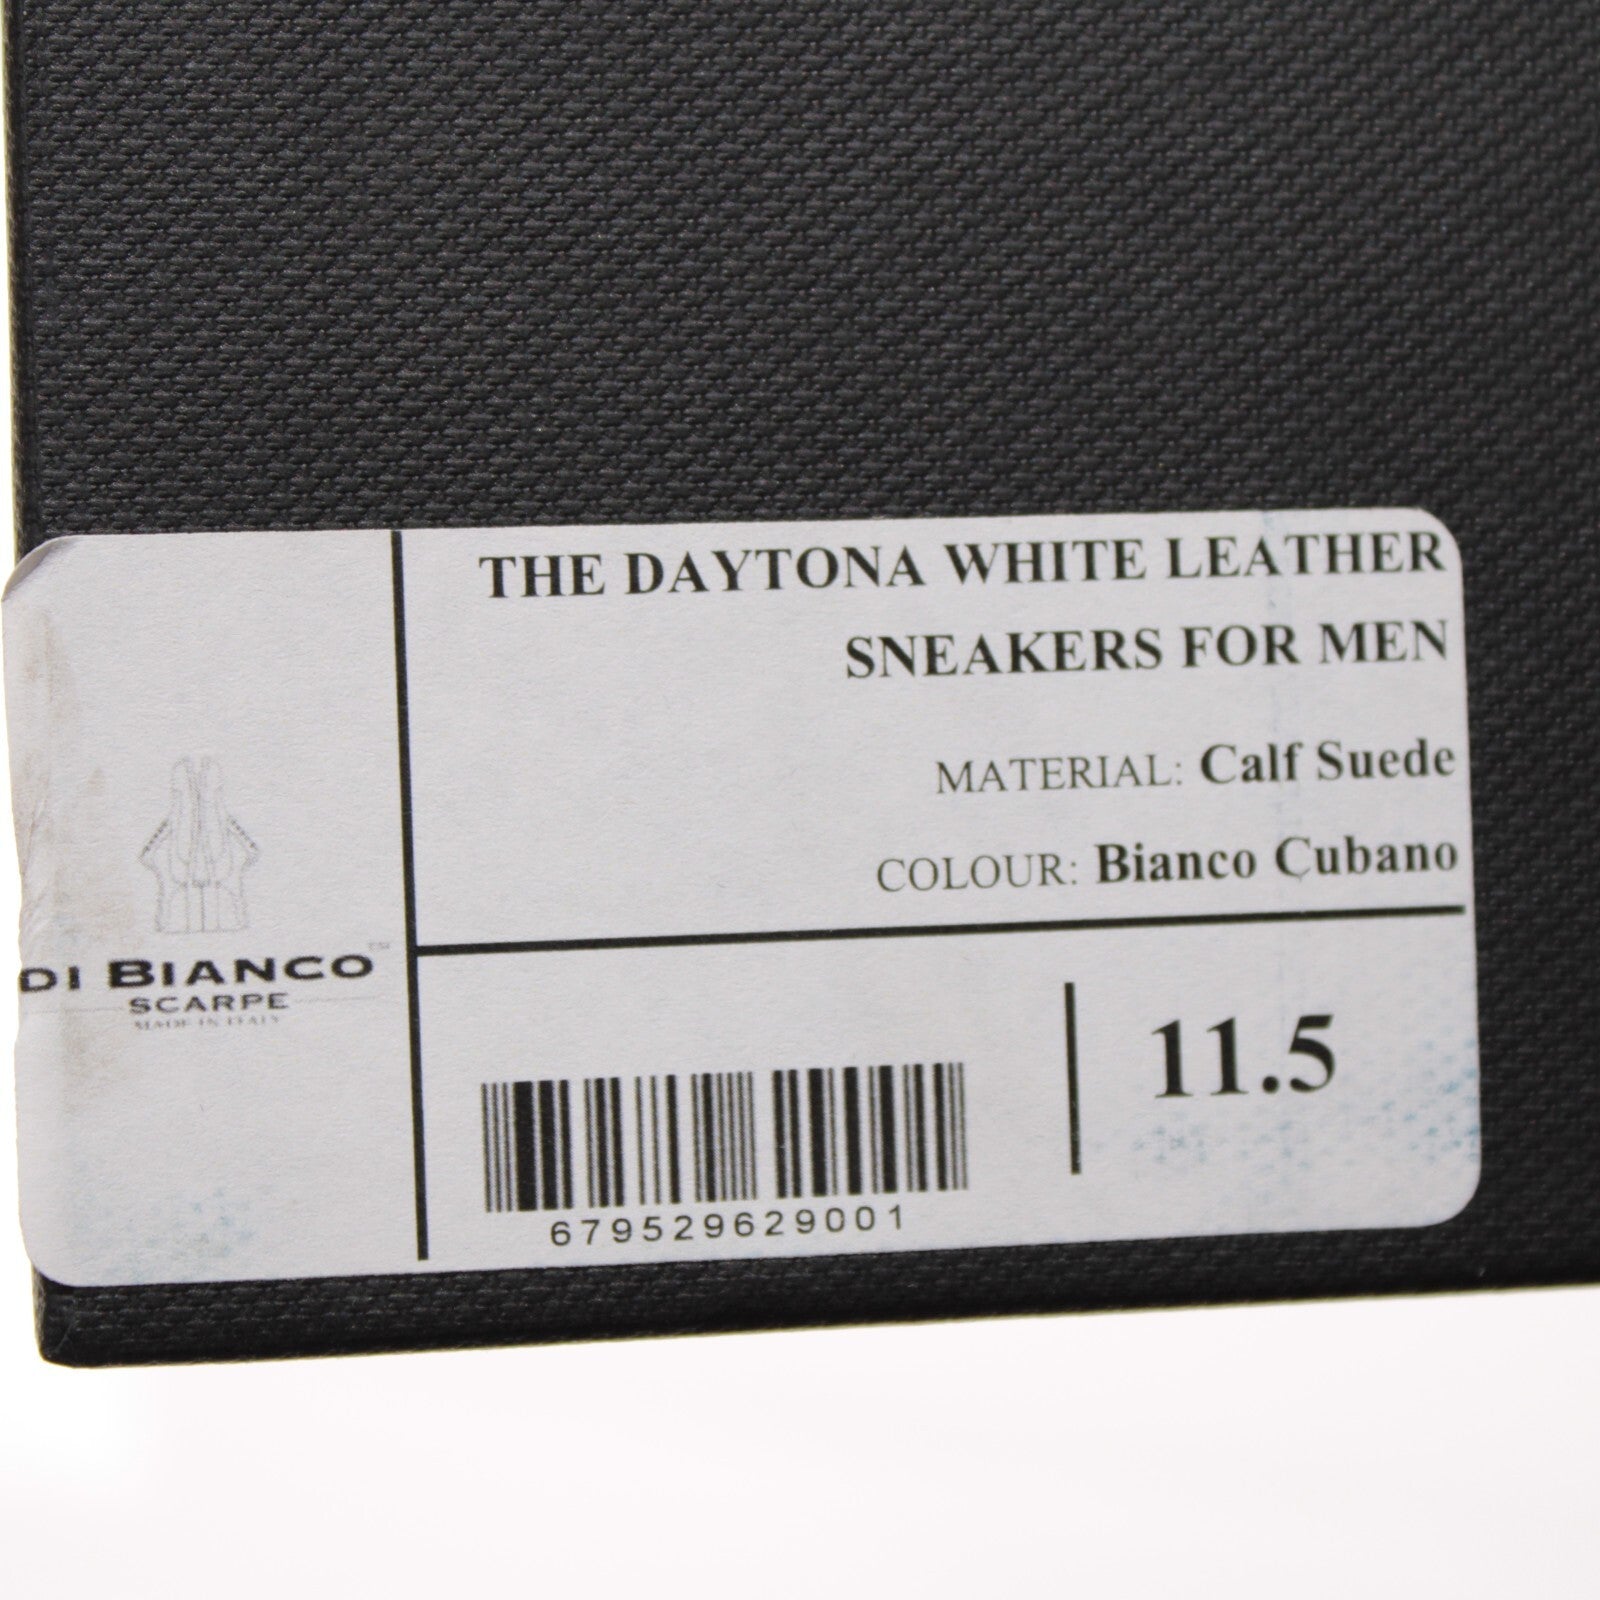 THE DAYTONA WHITE LEATHER
SNEAKERS FOR MEN
MATERIAL: Calf Suede
COLOUR: Bianco Cubano
DI BIANCO™
SCARPE
MADE IN ITALY
11.5
679529629001